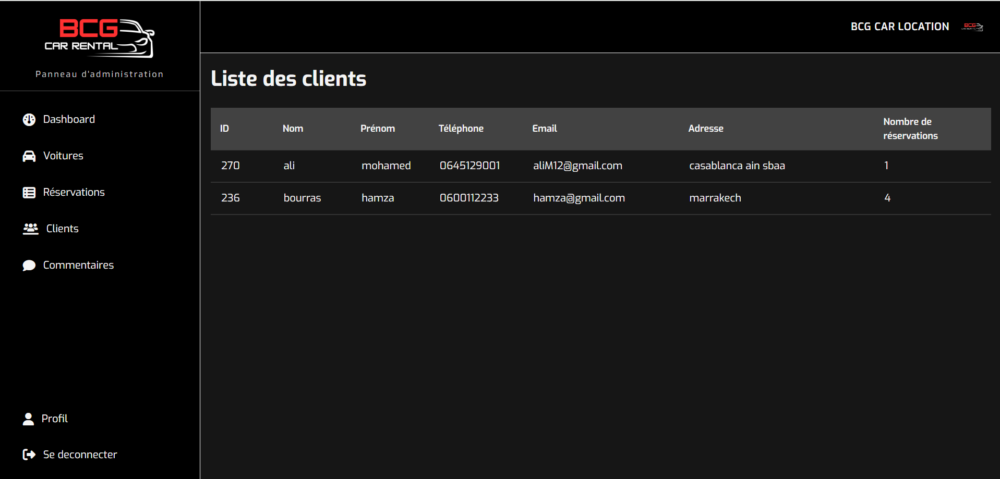 BCG
CAR RENTAL
Panneau d'administration
Dashboard
Voitures
Réservations
Clients
Commentaires
Profil
Se deconnecter
BCG CAR LOCATION
BCG
Liste des clients
ID Nom Prénom Téléphone Email Adresse Nombre de
réservations
270 ali mohamed 0645129001 aliM12@gmail.com casablanca ain sbaa 1
236 bourras hamza 0600112233 hamza@gmail.com marrakech 4